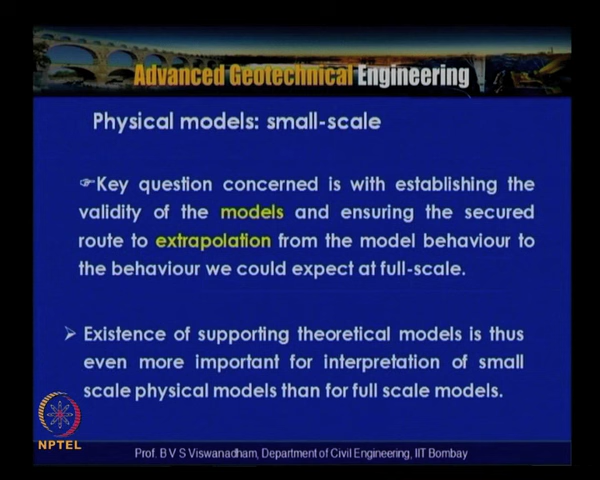 Advanced Geotechnical Engineering
Physical models: small-scale
☞Key question concerned is with establishing the
validity of the models and ensuring the secured
route to extrapolation from the model behaviour to
the behaviour we could expect at full-scale.
➢ Existence of supporting theoretical models is thus
even more important for interpretation of small
scale physical models than for full scale models.
NPTEL
Prof. B V S Viswanadham, Department of Civil Engineering, IIT Bombay